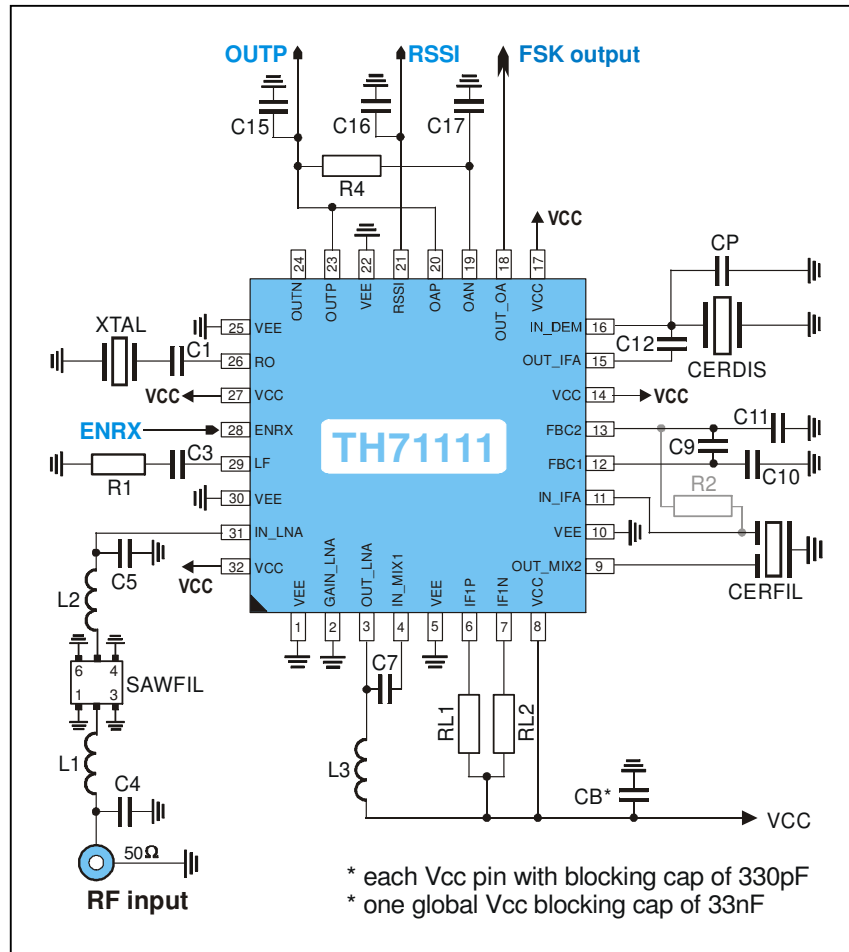 OUTP RSSI FSK output
C15 C16 C17
R4
VCC
CP
24 23 22 21 20 19 18 17
OUTN OUTP VEE RSSI OAP OAN OUT_OA VCC
XTAL
C1
25 VEE
26 RO
VCC 27 VCC
ENRX 28 ENRX
R1 C3 29 LF
30 VEE
31 IN_LNA
VCC 32 VCC
TH71111
IN_DEM 16
C12
OUT_IFA 15
CERDIS
VCC 14 VCC
FBC2 13 C11
C9
FBC1 12 C10
IN_IFA 11 R2
VEE 10
OUT_MIX2 9
CERFIL
VEE GAIN_LNA OUT_LNA IN_MIX1 VEE IF1P IF1N VCC
1 2 3 4 5 6 7 8
C5
L2
6 4
1 3
SAWFIL
L1
C4
50Ω
RF input
C7
L3
RL1 RL2
CB*
VCC
* each Vcc pin with blocking cap of 330pF
* one global Vcc blocking cap of 33nF